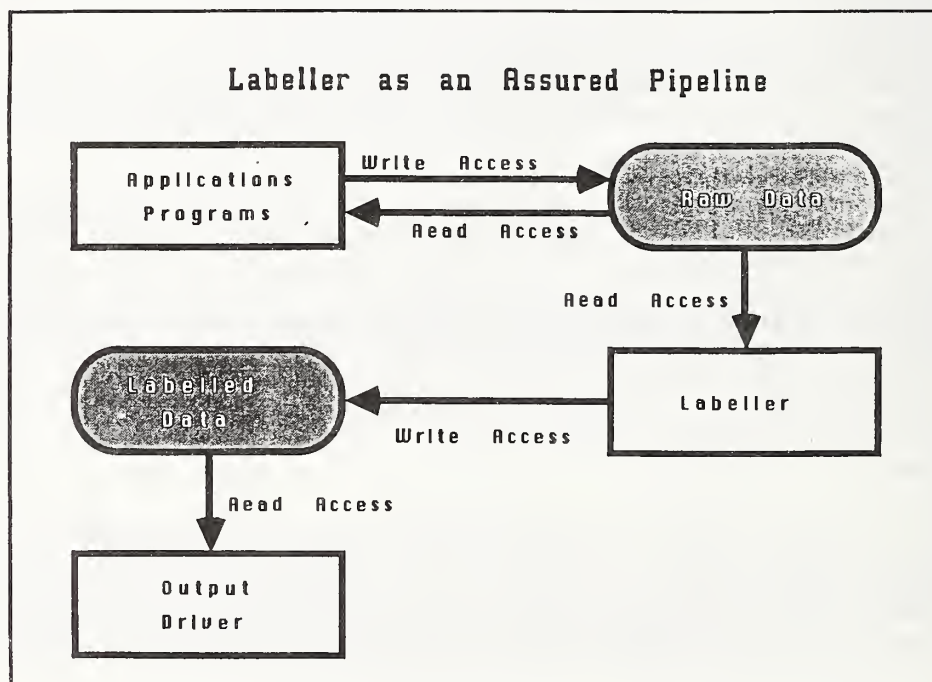 Labeller as an Assured Pipeline
Applications
Programs
Write Access
Raw Data
Read Access
Read Access
Labelled
Data
Labeller
Write Access
Read Access
Output
Driver